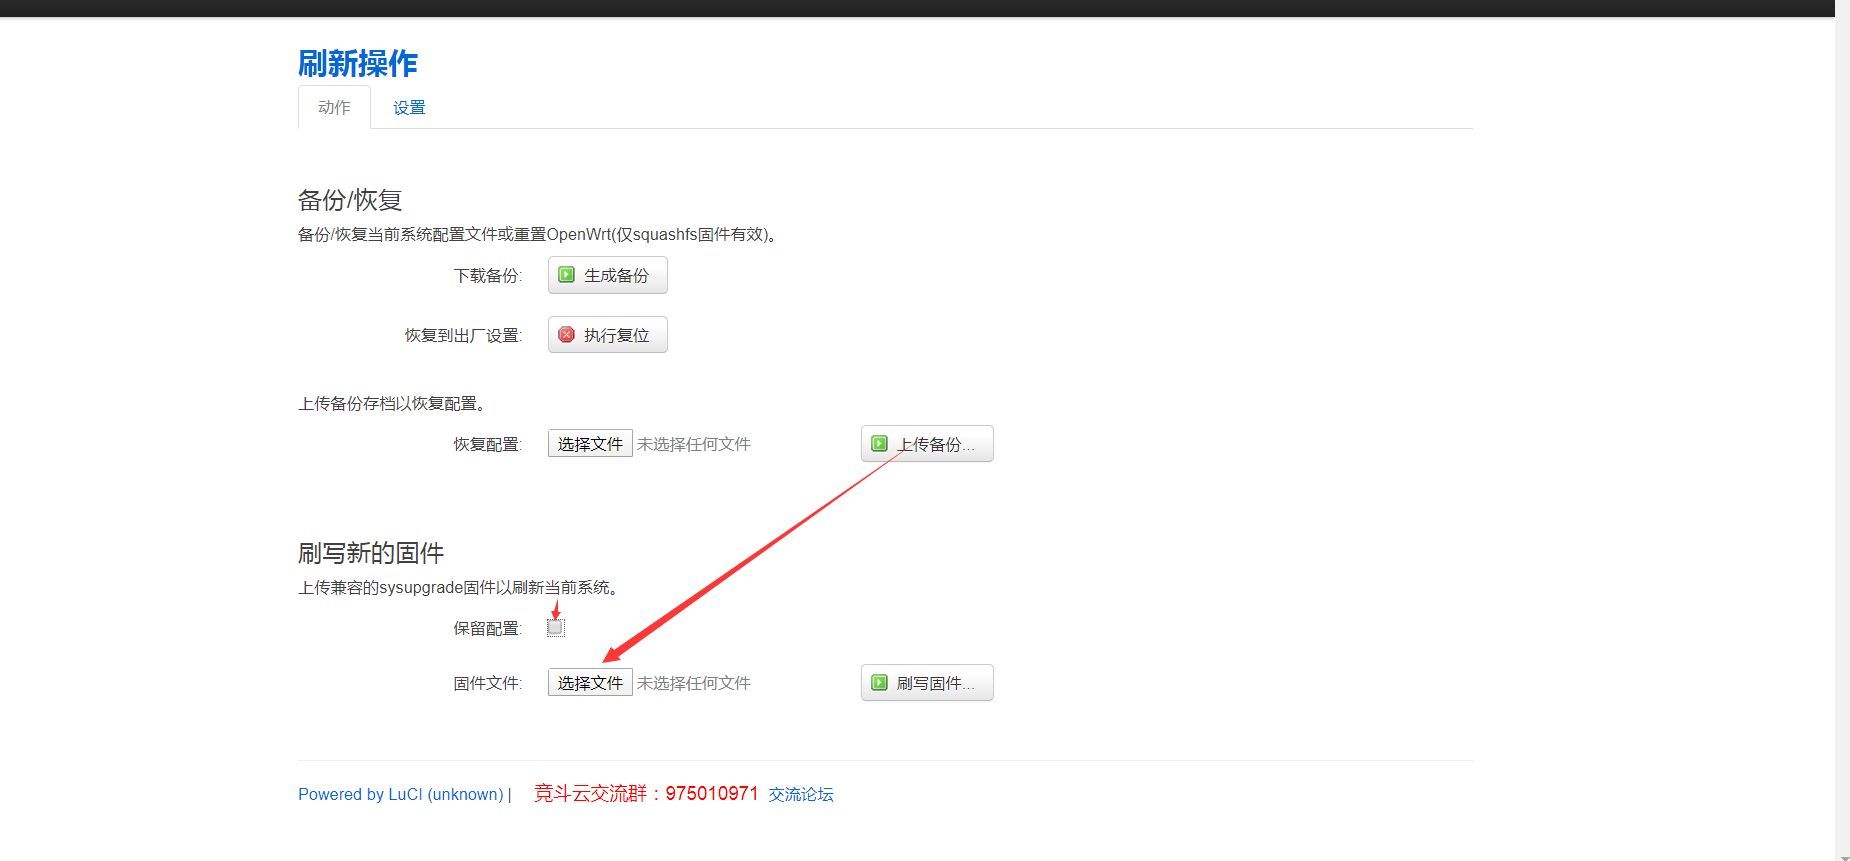 刷新操作
动作 设置
备份/恢复
备份/恢复当前系统配置文件或重置OpenWrt(仅squashfs固件有效)。
下载备份: 生成备份
恢复到出厂设置: 执行复位
上传备份存档以恢复配置。
恢复配置: 选择文件 未选择任何文件 上传备份...
刷写新的固件
上传兼容的sysupgrade固件以刷新当前系统。
保留配置:
固件文件: 选择文件 未选择任何文件 刷写固件...
Powered by LuCI (unknown) | 竞斗云交流群：975010971 交流论坛